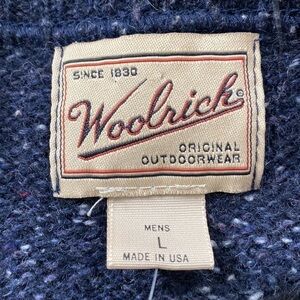 SINCE 1830
Woolrich®
ORIGINAL
OUTDOORWEAR
MENS
L
MADE IN USA